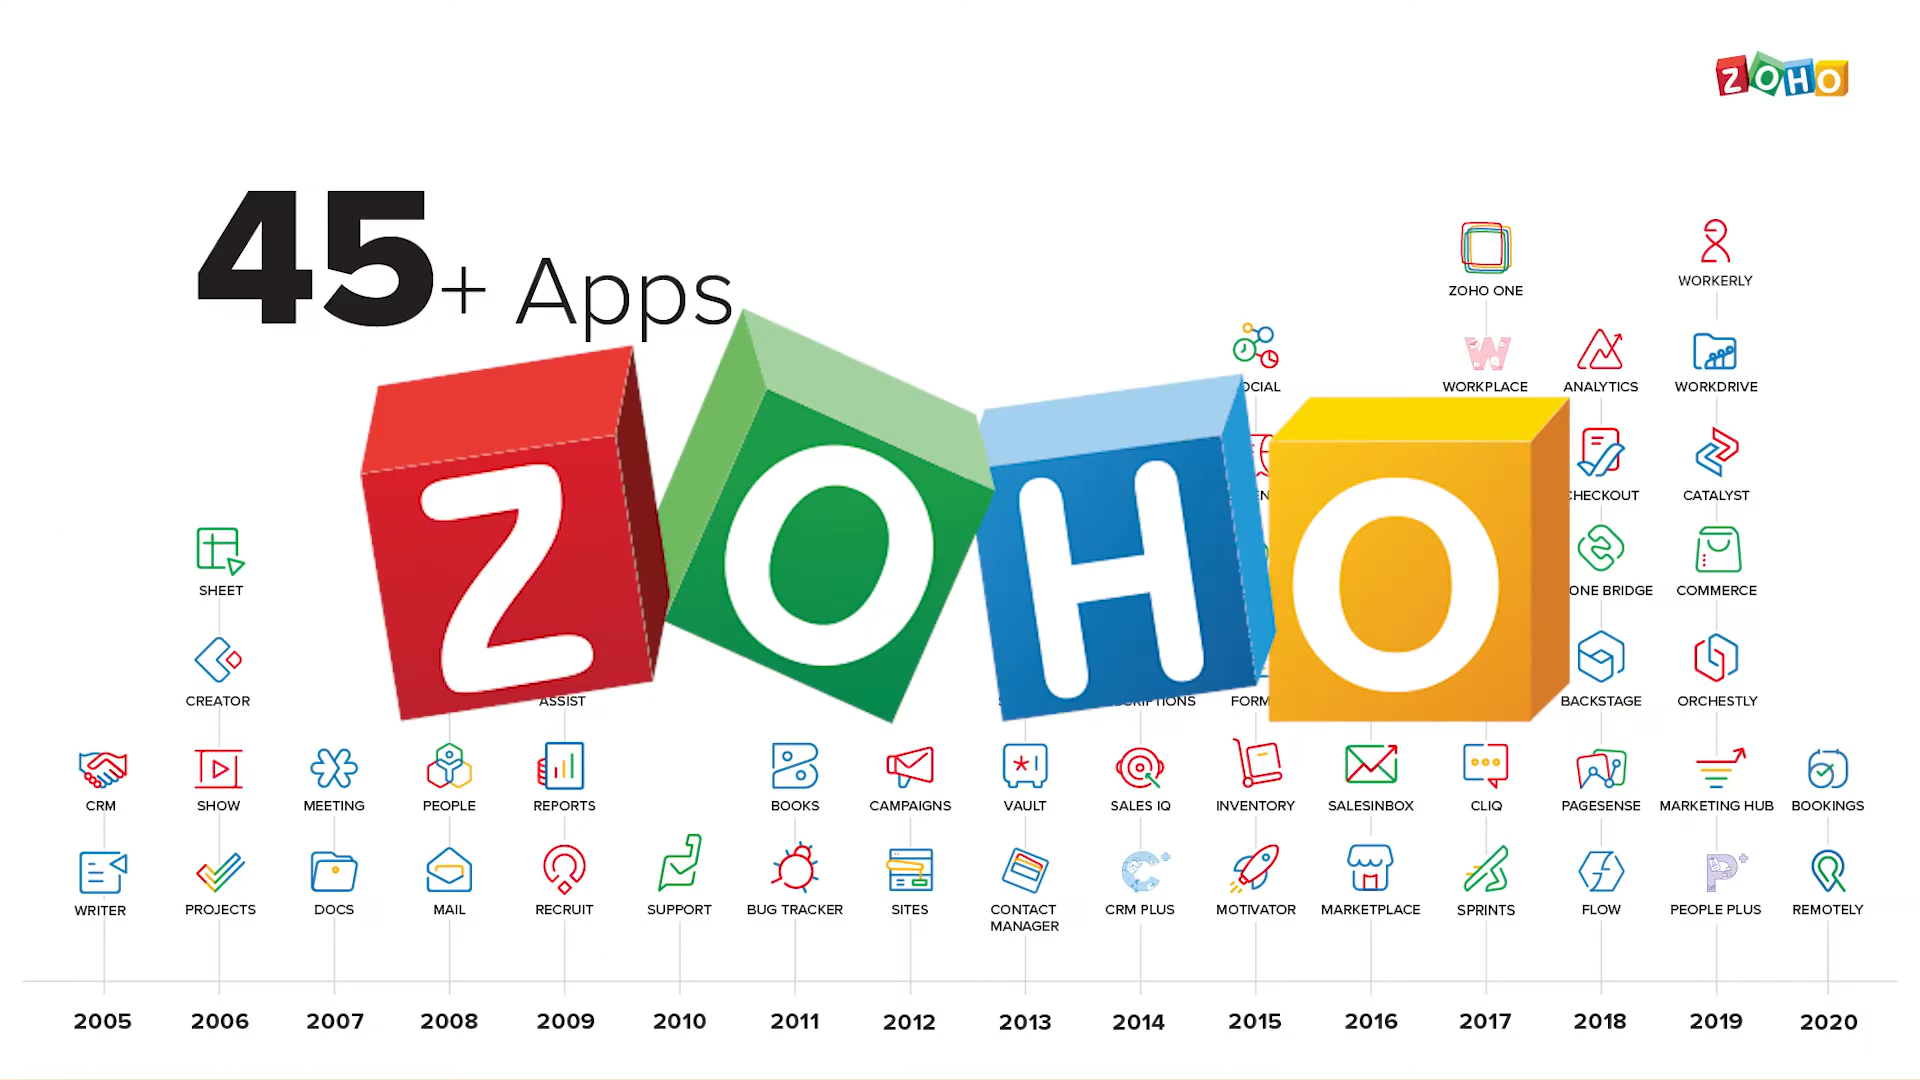 ZOHO
45+ Apps
ZOHO ONE
WORKERLY
WORKPLACE
ANALYTICS
WORKDRIVE
CATALYST
SHEET
COMMERCE
ZOHO
CREATOR
ASSIST
BACKSTAGE
ORCHESTLY
CRM
SHOW
MEETING
PEOPLE
REPORTS
BOOKS
CAMPAIGNS
VAULT
SALES IQ
INVENTORY
SALESINBOX
CLIQ
PAGESENSE
MARKETING HUB
BOOKINGS
WRITER
PROJECTS
DOCS
MAIL
RECRUIT
SUPPORT
BUG TRACKER
SITES
CONTACT
MANAGER
CRM PLUS
MOTIVATOR
MARKETPLACE
SPRINTS
FLOW
PEOPLE PLUS
REMOTELY
2005 2006 2007 2008 2009 2010 2011 2012 2013 2014 2015 2016 2017 2018 2019 2020